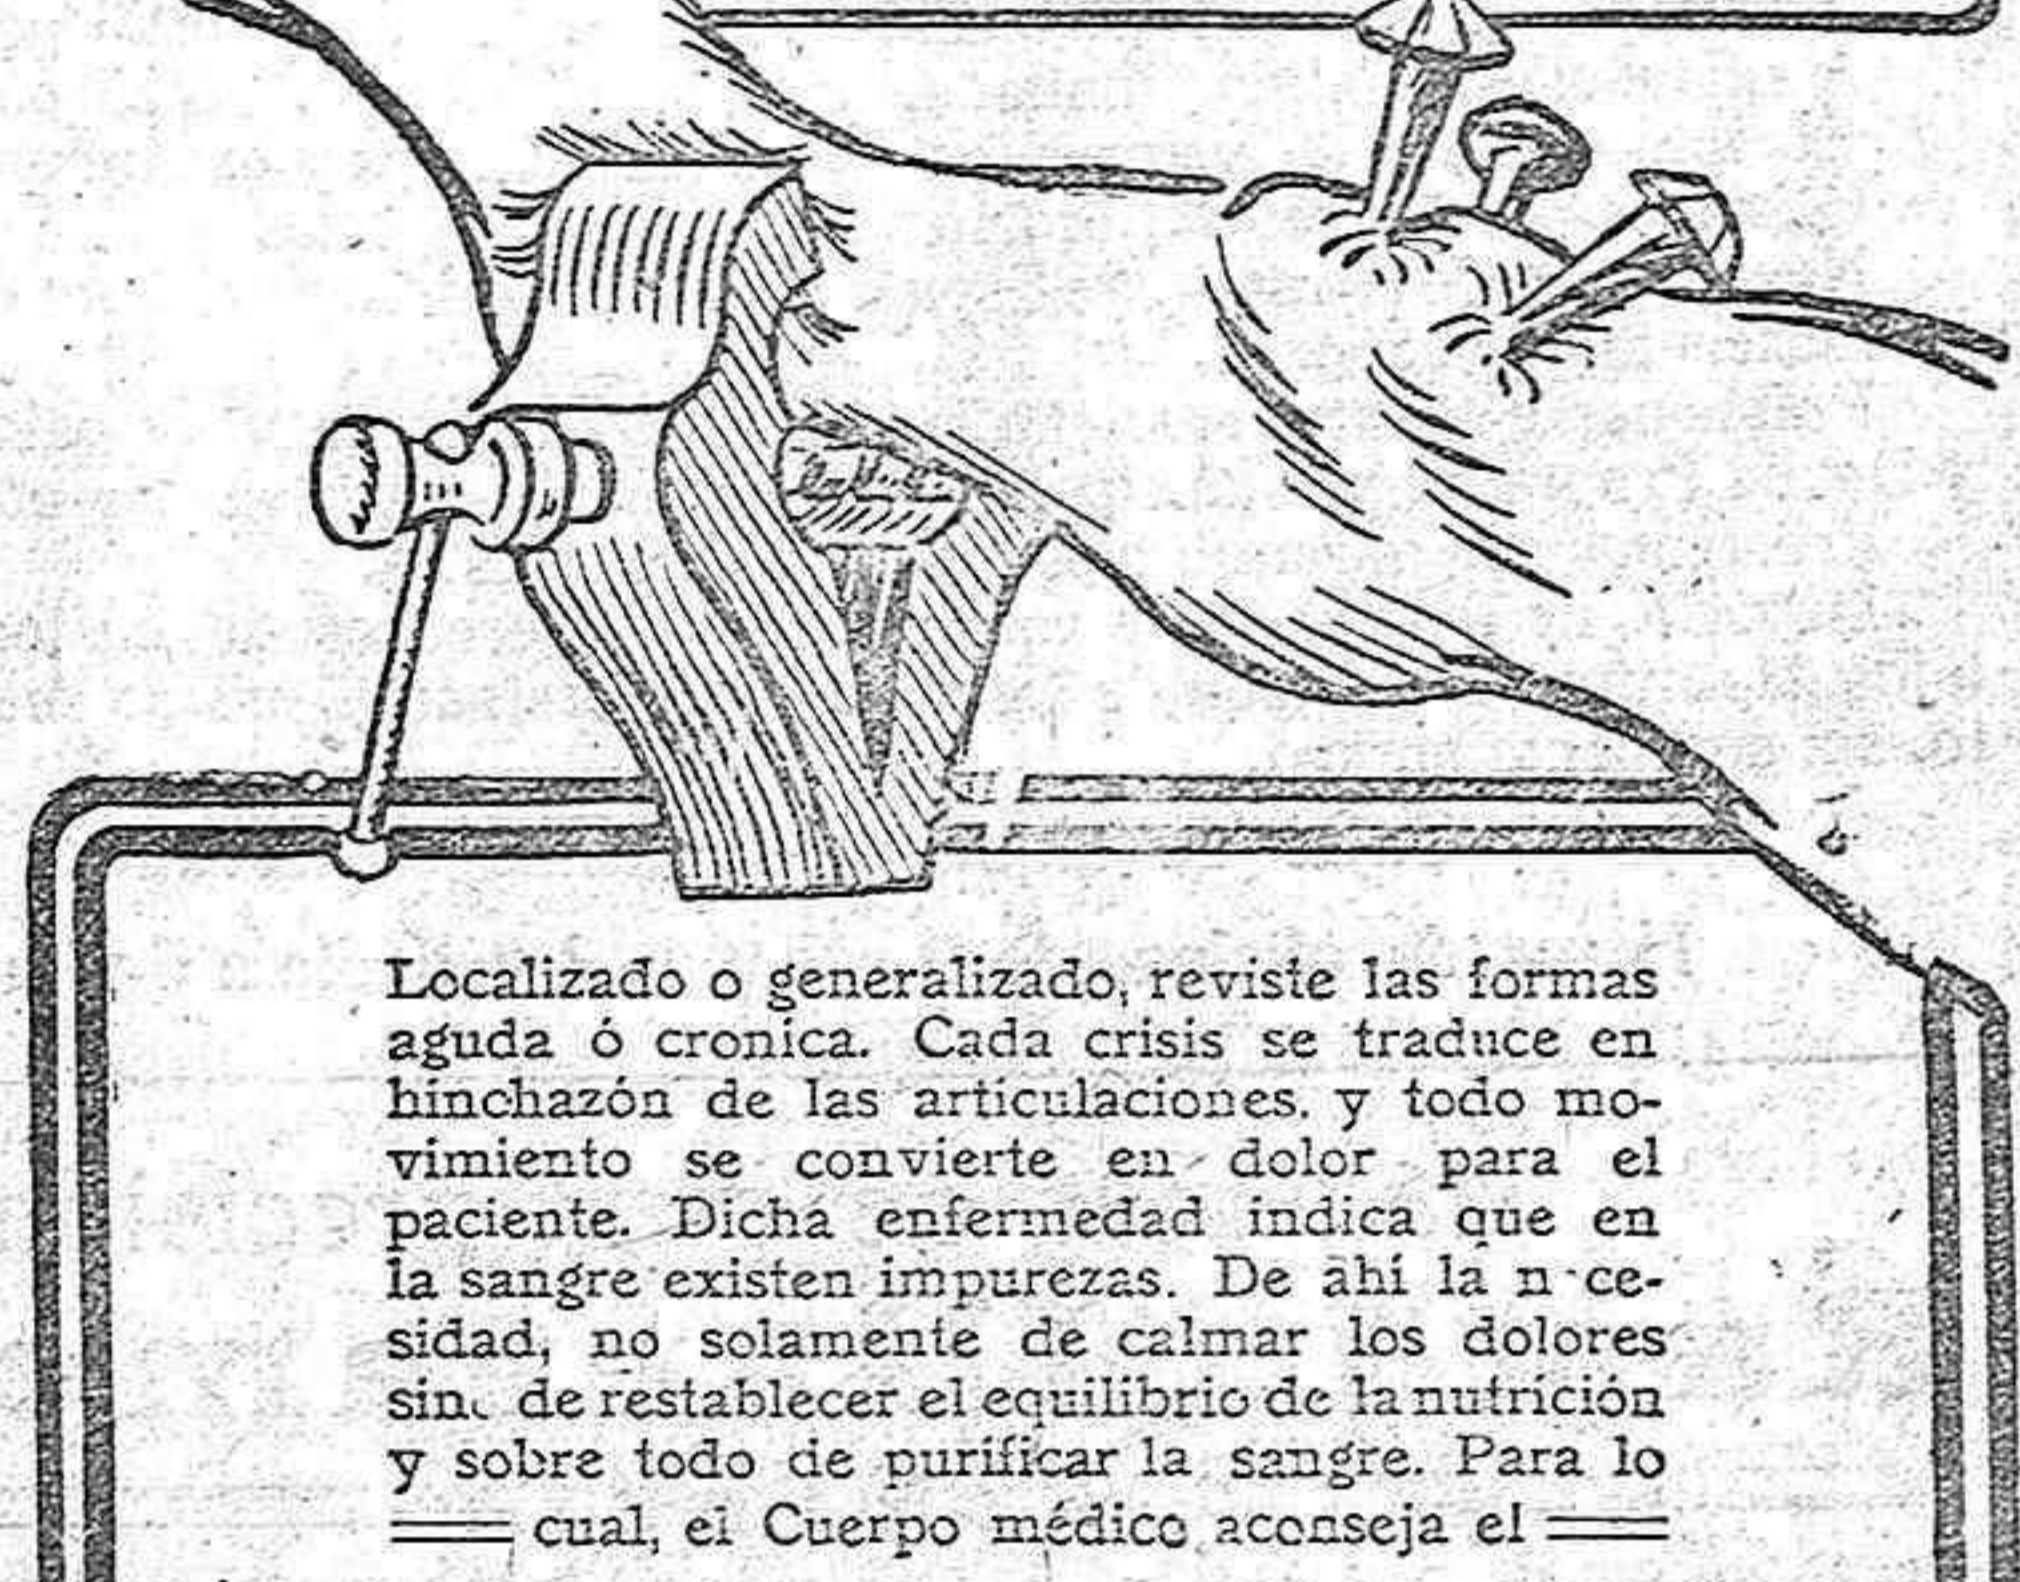 Localizado o generalizado, reviste las formas
aguda ó cronica. Cada crisis se traduce en
hinchazón de las articulaciones. y todo mo-
vimiento se convierte en dolor para el
paciente. Dicha enfermedad indica que en
la sangre existen impurezas. De ahí la n ce-
sidad, no solamente de calmar los dolores
sino de restablecer el equilibrio de la nutrición
y sobre todo de purificar la sangre. Para lo
cual, el Cuerpo médico aconseja el